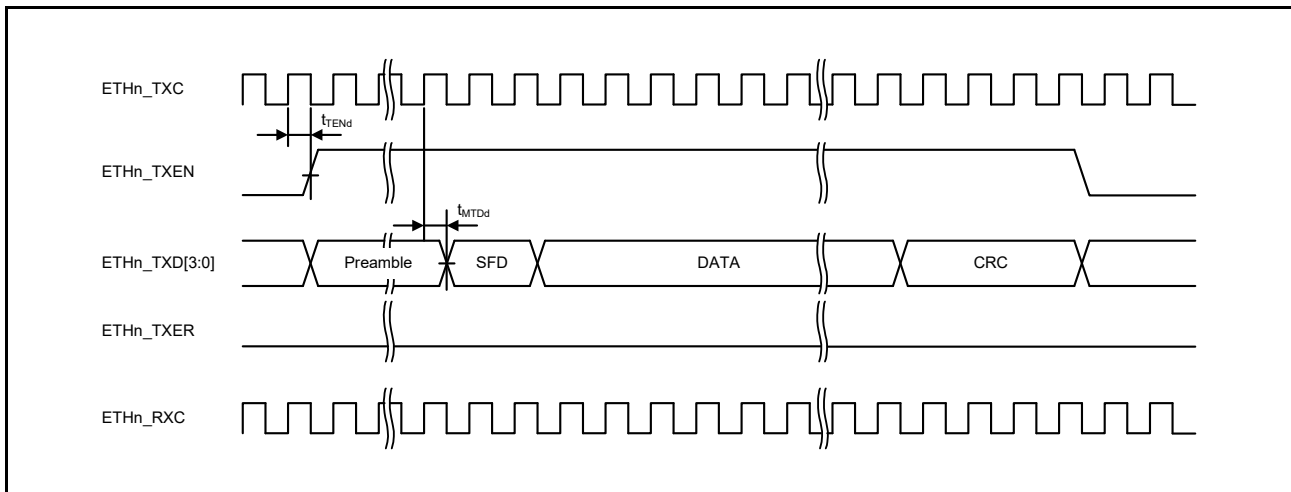 ETHn_TXC
tTENd
ETHn_TXEN
tMTDd
ETHn_TXD[3:0]
Preamble
SFD
DATA
CRC
ETHn_TXER
ETHn_RXC